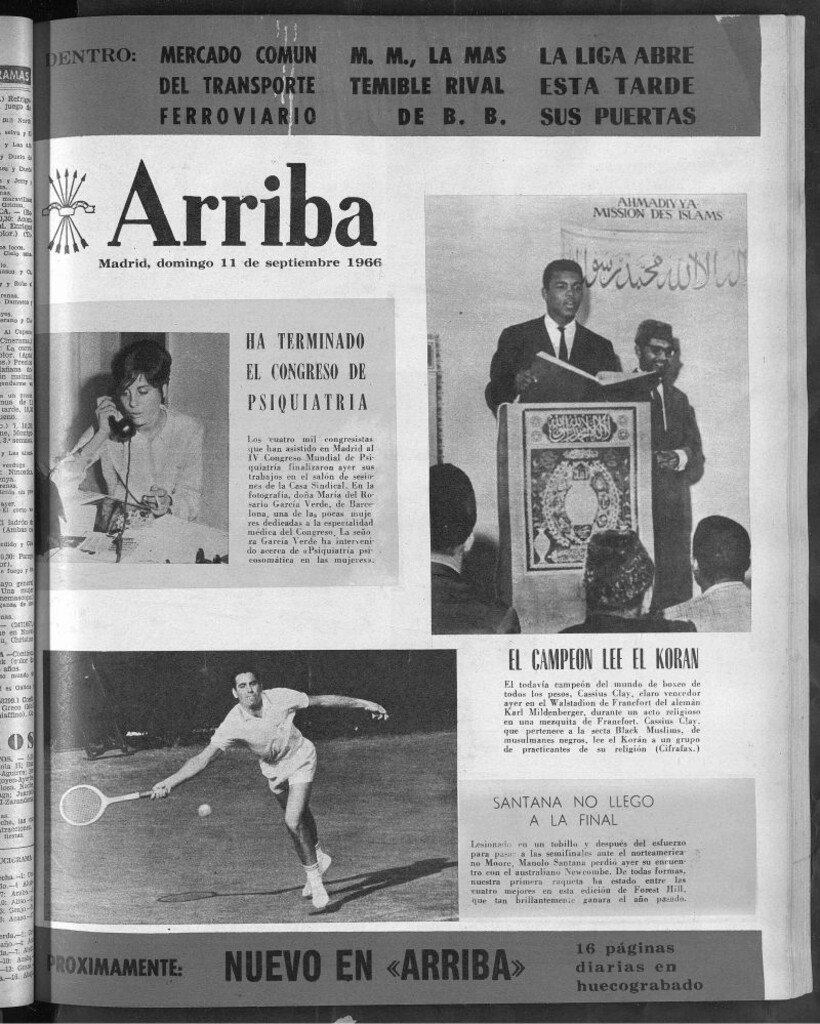 DENTRO:
MERCADO COMUN
DEL TRANSPORTE
FERROVIARIO
M. M., LA MAS
TEMIBLE RIVAL
DE B. B.
LA LIGA ABRE
ESTA TARDE
SUS PUERTAS
Arriba
Madrid, domingo 11 de septiembre 1966
HA TERMINADO
EL CONGRESO DE
PSIQUIATRIA
Los cuatro mil congresistas
que han asistido en Madrid al
IV Congreso Mundial de Psi-
quiatría finalizaron ayer sus
trabajos en el salón de sesio-
nes de la Casa Sindical. En la
fotografía, doña María del Ro-
sario García Verde, de Barce-
lona, una de las pocas muje
res dedicadas a la especialidad
médica del Congreso. La seño
ra García Verde ha interveni
do acerca de «Psiquiatría psi-
cosomática en las mujeres».
AHMADIYYA
MISSION DES ISLAMS
EL CAMPEON LEE EL KORAN
El todavía campeón del mundo de boxeo de
todos los pesos, Cassius Clay, claro vencedor
ayer en el Walstadion de Francfort del alemán
Karl Mildenberger, durante un acto religioso
en una mezquita de Francfort. Cassius Clay,
que pertenece a la secta Black Muslims, de
musulmanes negros, lee el Korán a un grupo
de practicantes de su religión (Cifrafax.)
SANTANA NO LLEGO
A LA FINAL
Lesionado en un tobillo y después del esfuerzo
para pasar a las semifinales ante el norteamerica-
no Moore, Manolo Santana perdió ayer su encuen-
tro con el australiano Newcombe. De todas formas,
nuestra primera raqueta ha estado entre las
cuatro mejores en esta edición de Forest Hill,
que tan brillantemente ganara el año pasado.
PROXIMAMENTE:
NUEVO EN «ARRIBA»
16 páginas
diarias en
huecograbado